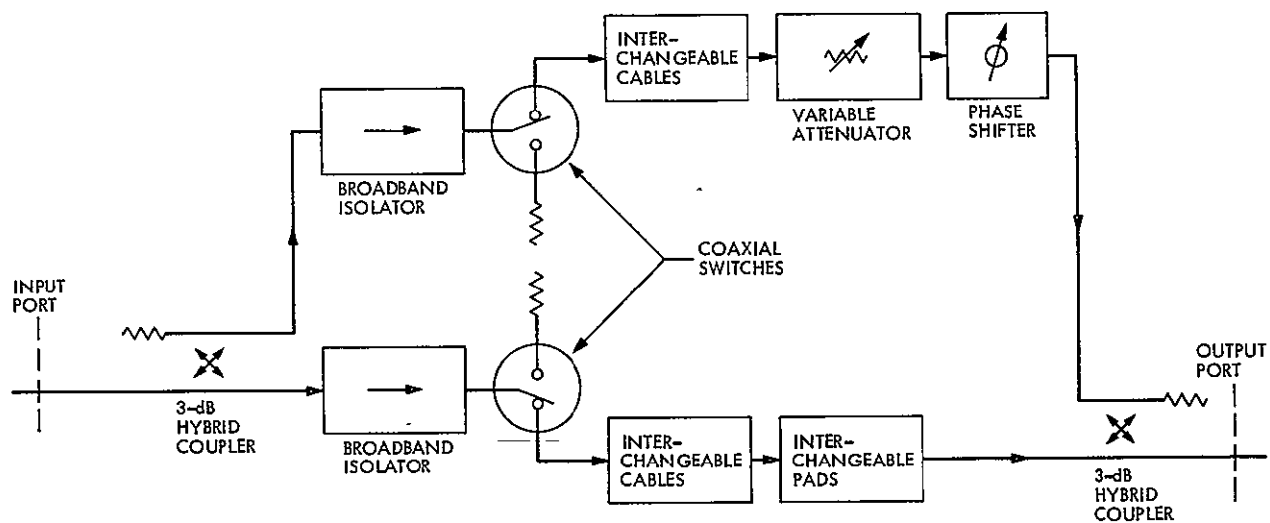 INTER-
CHANGEABLE
CABLES
VARIABLE
ATTENUATOR
PHASE
SHIFTER
BROADBAND
ISOLATOR
COAXIAL
SWITCHES
INPUT
PORT
3-dB
HYBRID
COUPLER
BROADBAND
ISOLATOR
INTER-
CHANGEABLE
CABLES
INTER-
CHANGEABLE
PADS
OUTPUT
PORT
3-dB
HYBRID
COUPLER